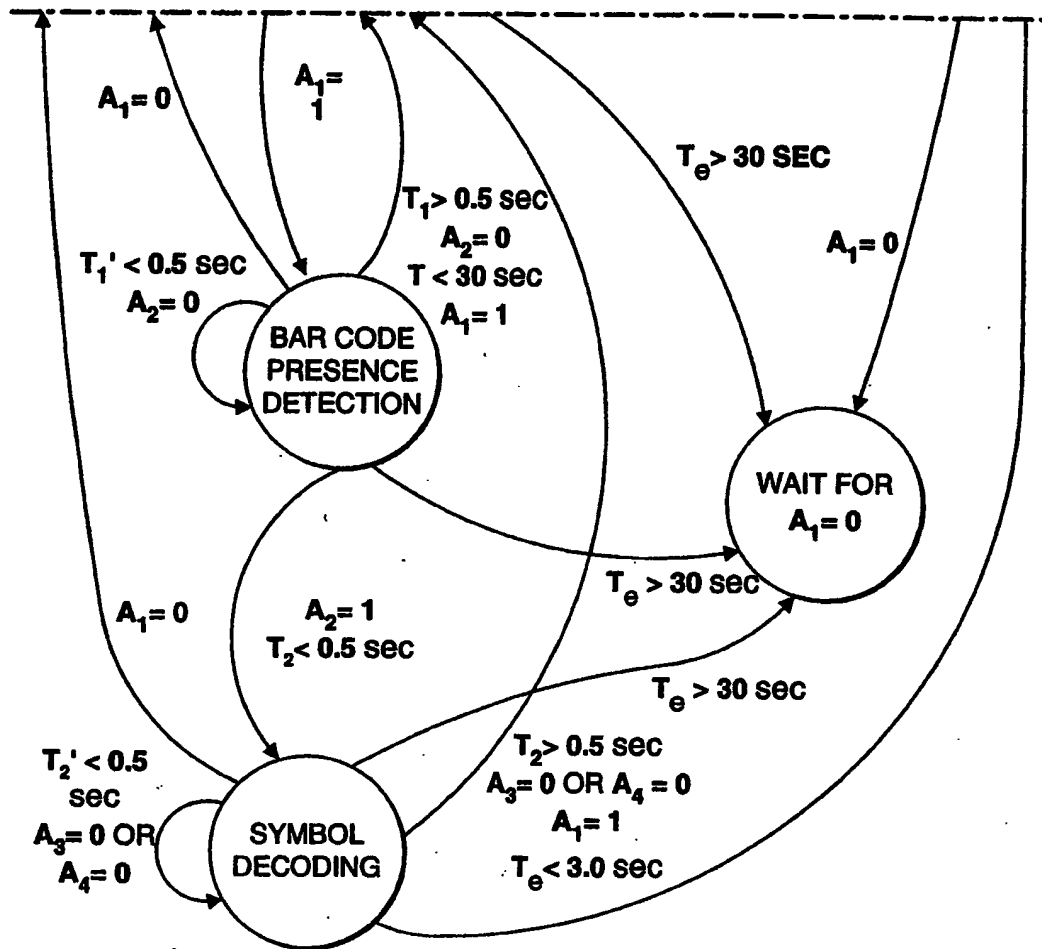 A₁= 0
A₁=
1
Tₑ> 30 SEC
A₁= 0
T₁> 0.5 sec
A₂= 0
T < 30 sec
A₁= 1
T₁' < 0.5 sec
A₂= 0
BAR CODE
PRESENCE
DETECTION
WAIT FOR
A₁= 0
Tₑ > 30 sec
A₁= 0
A₂= 1
T₂< 0.5 sec
Tₑ > 30 sec
T₂' < 0.5
sec
A₃= 0 OR
A₄= 0
SYMBOL
DECODING
T₂> 0.5 sec
A₃= 0 OR A₄ = 0
A₁= 1
Tₑ< 3.0 sec